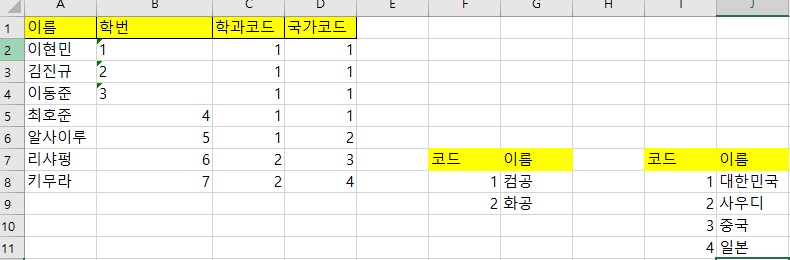 A B C D E F G H I J
1 이름 학번 학과코드 국가코드
2 이현민 1 1 1
3 김진규 2 1 1
4 이동준 3 1 1
5 최호준 4 1 1
6 알사이루 5 1 2
7 리샤펑 6 2 3 코드 이름 코드 이름
8 키무라 7 2 4 1 컴공 1 대한민국
9 2 화공 2 사우디
10 3 중국
11 4 일본